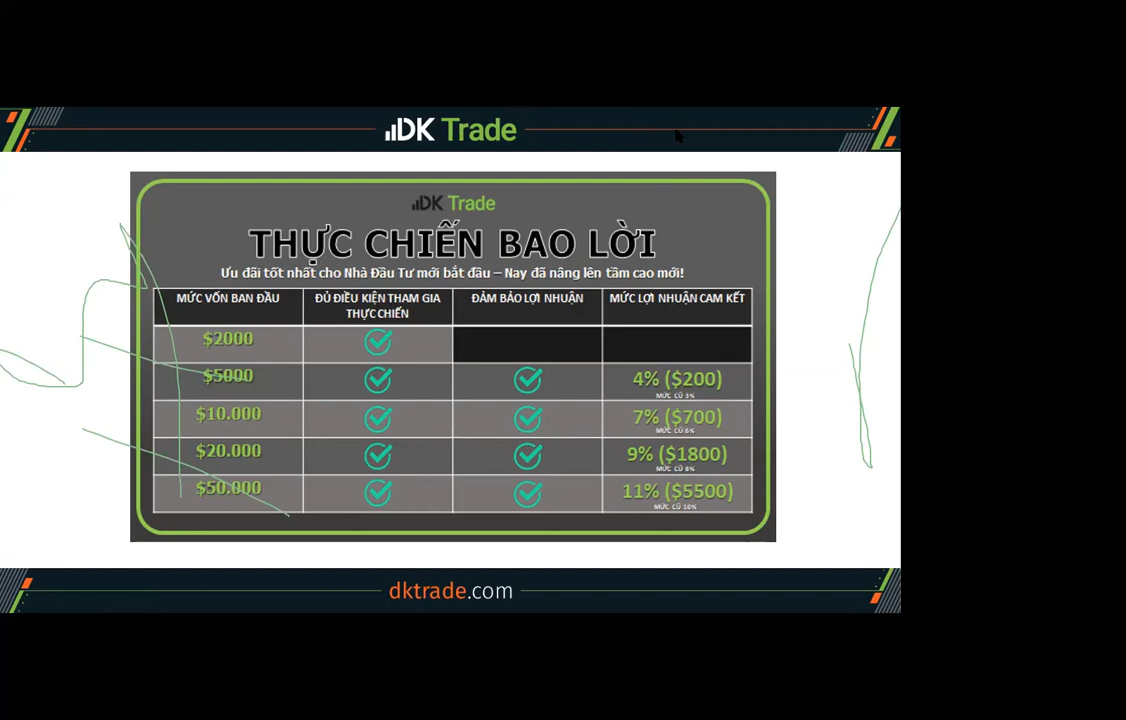 DK Trade
DK Trade
THỰC CHIẾN BAO LỜI
Ưu đãi tốt nhất cho Nhà Đầu Tư mới bắt đầu – Nay đã nâng lên tầm cao mới!
MỨC VỐN BAN ĐẦU ĐỦ ĐIỀU KIỆN THAM GIA THỰC CHIẾN ĐẢM BẢO LỢI NHUẬN MỨC LỢI NHUẬN CAM KẾT
$2000
$5000 4% ($200)
MỨC CŨ 3%
$10.000 7% ($700)
MỨC CŨ 6%
$20.000 9% ($1800)
MỨC CŨ 8%
$50.000 11% ($5500)
MỨC CŨ 10%
dktrade.com